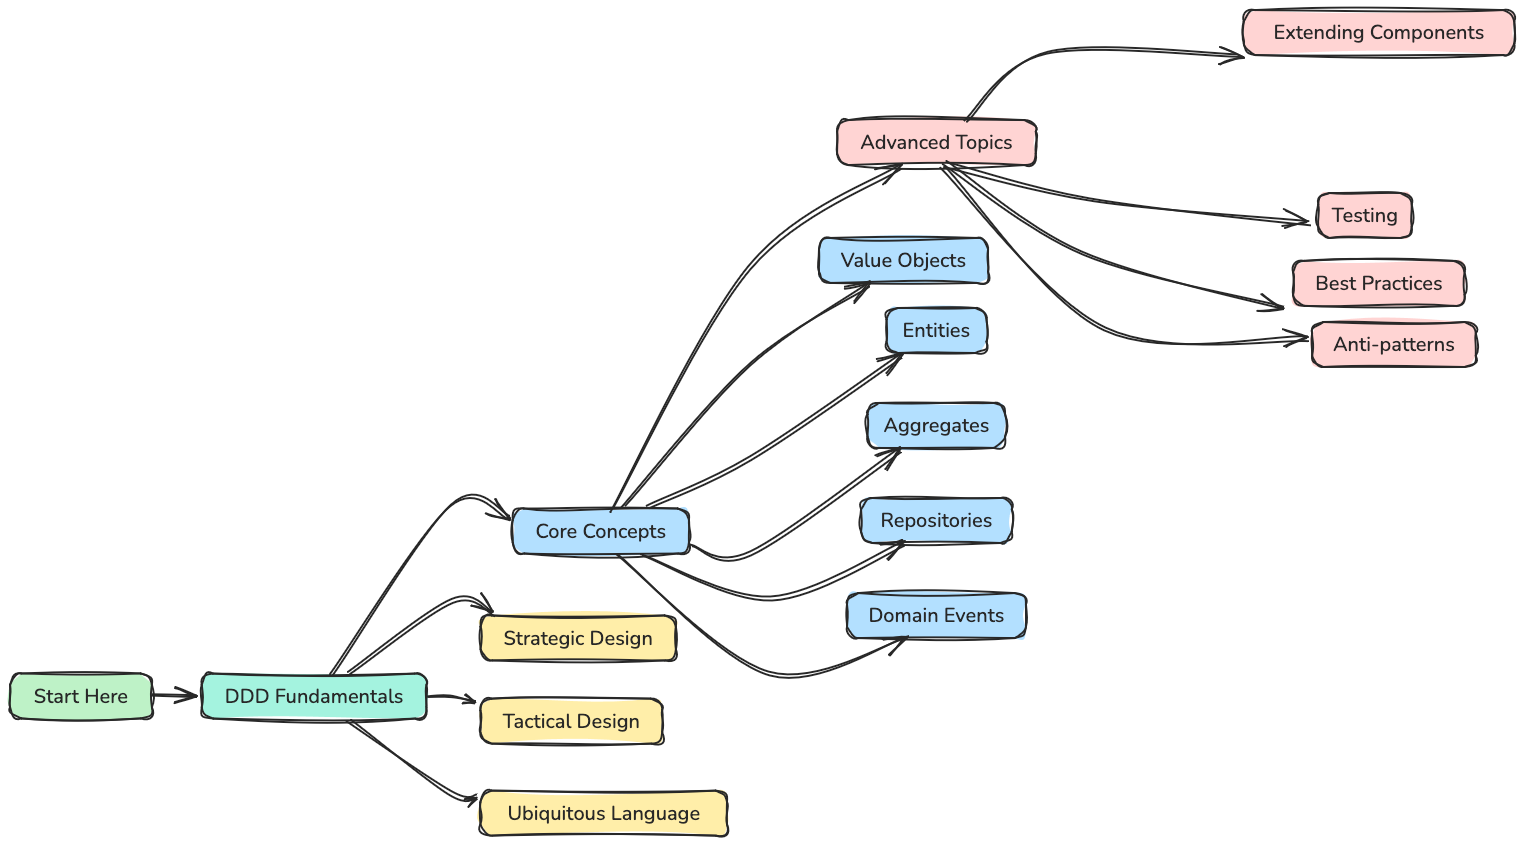 Extending Components
Advanced Topics
Testing
Value Objects
Best Practices
Entities
Anti-patterns
Aggregates
Repositories
Core Concepts
Domain Events
Strategic Design
Start Here
DDD Fundamentals
Tactical Design
Ubiquitous Language